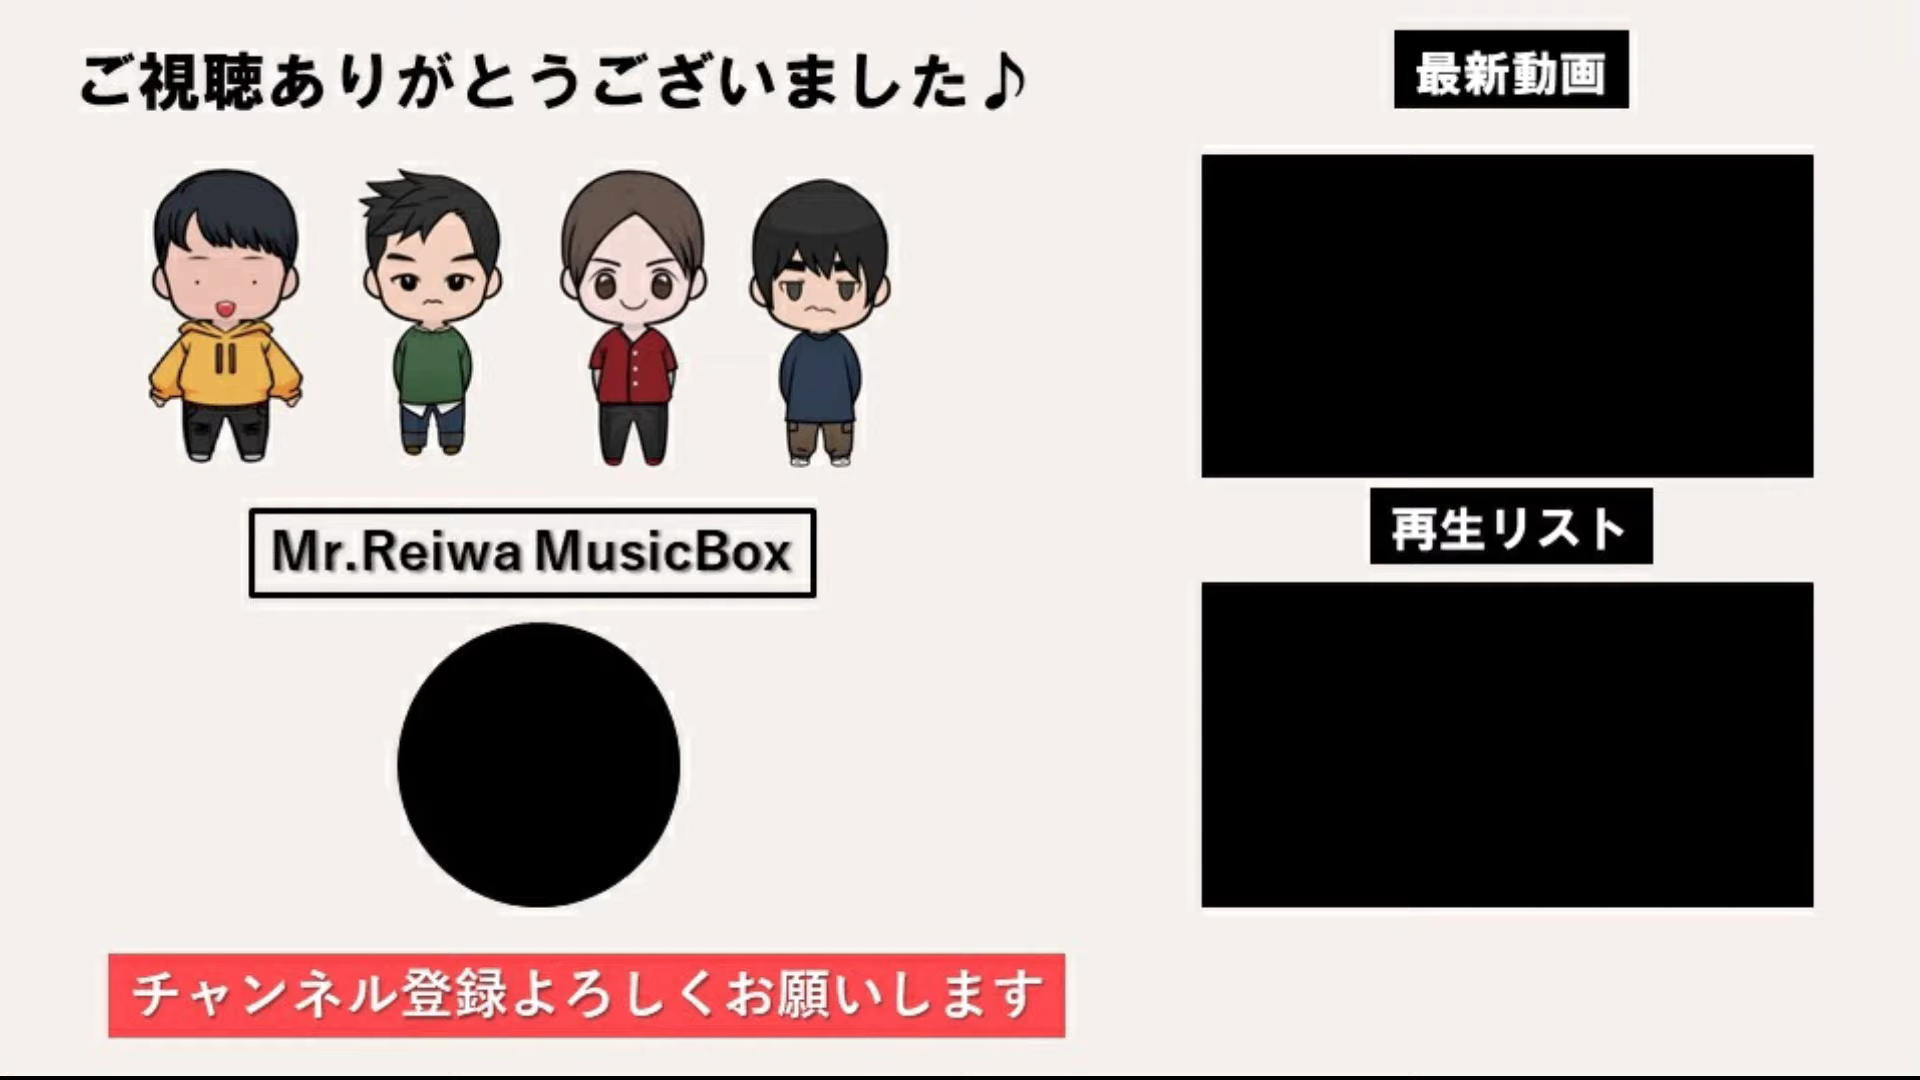 ご視聴ありがとうございました♪
Mr.Reiwa MusicBox
チャンネル登録よろしくお願いします
最新動画
再生リスト